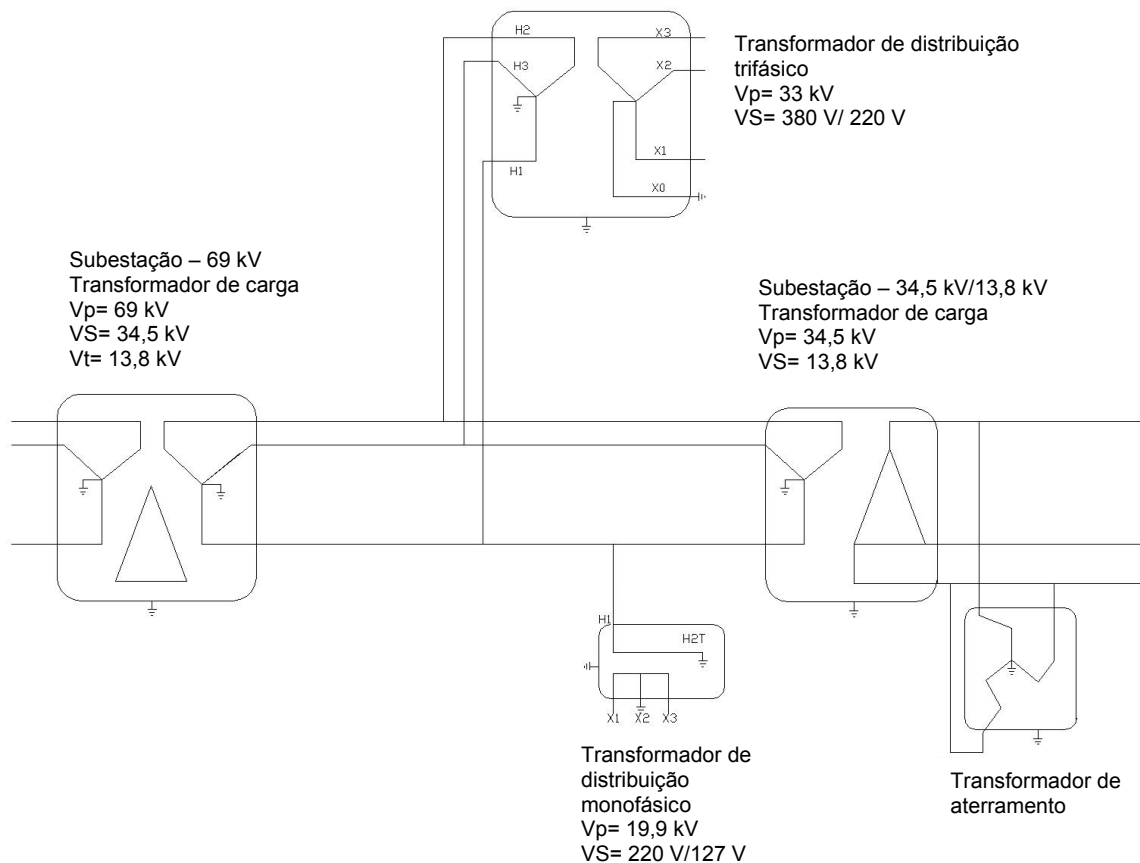 H2
X3
H3
X2
H1
X1
X0
Transformador de distribuição
trifásico
Vp= 33 kV
VS= 380 V/ 220 V
Subestação – 69 kV
Transformador de carga
Vp= 69 kV
VS= 34,5 kV
Vt= 13,8 kV
Subestação – 34,5 kV/13,8 kV
Transformador de carga
Vp= 34,5 kV
VS= 13,8 kV
H1
H2T
X1 X2 X3
Transformador de
distribuição
monofásico
Vp= 19,9 kV
VS= 220 V/127 V
Transformador de
aterramento